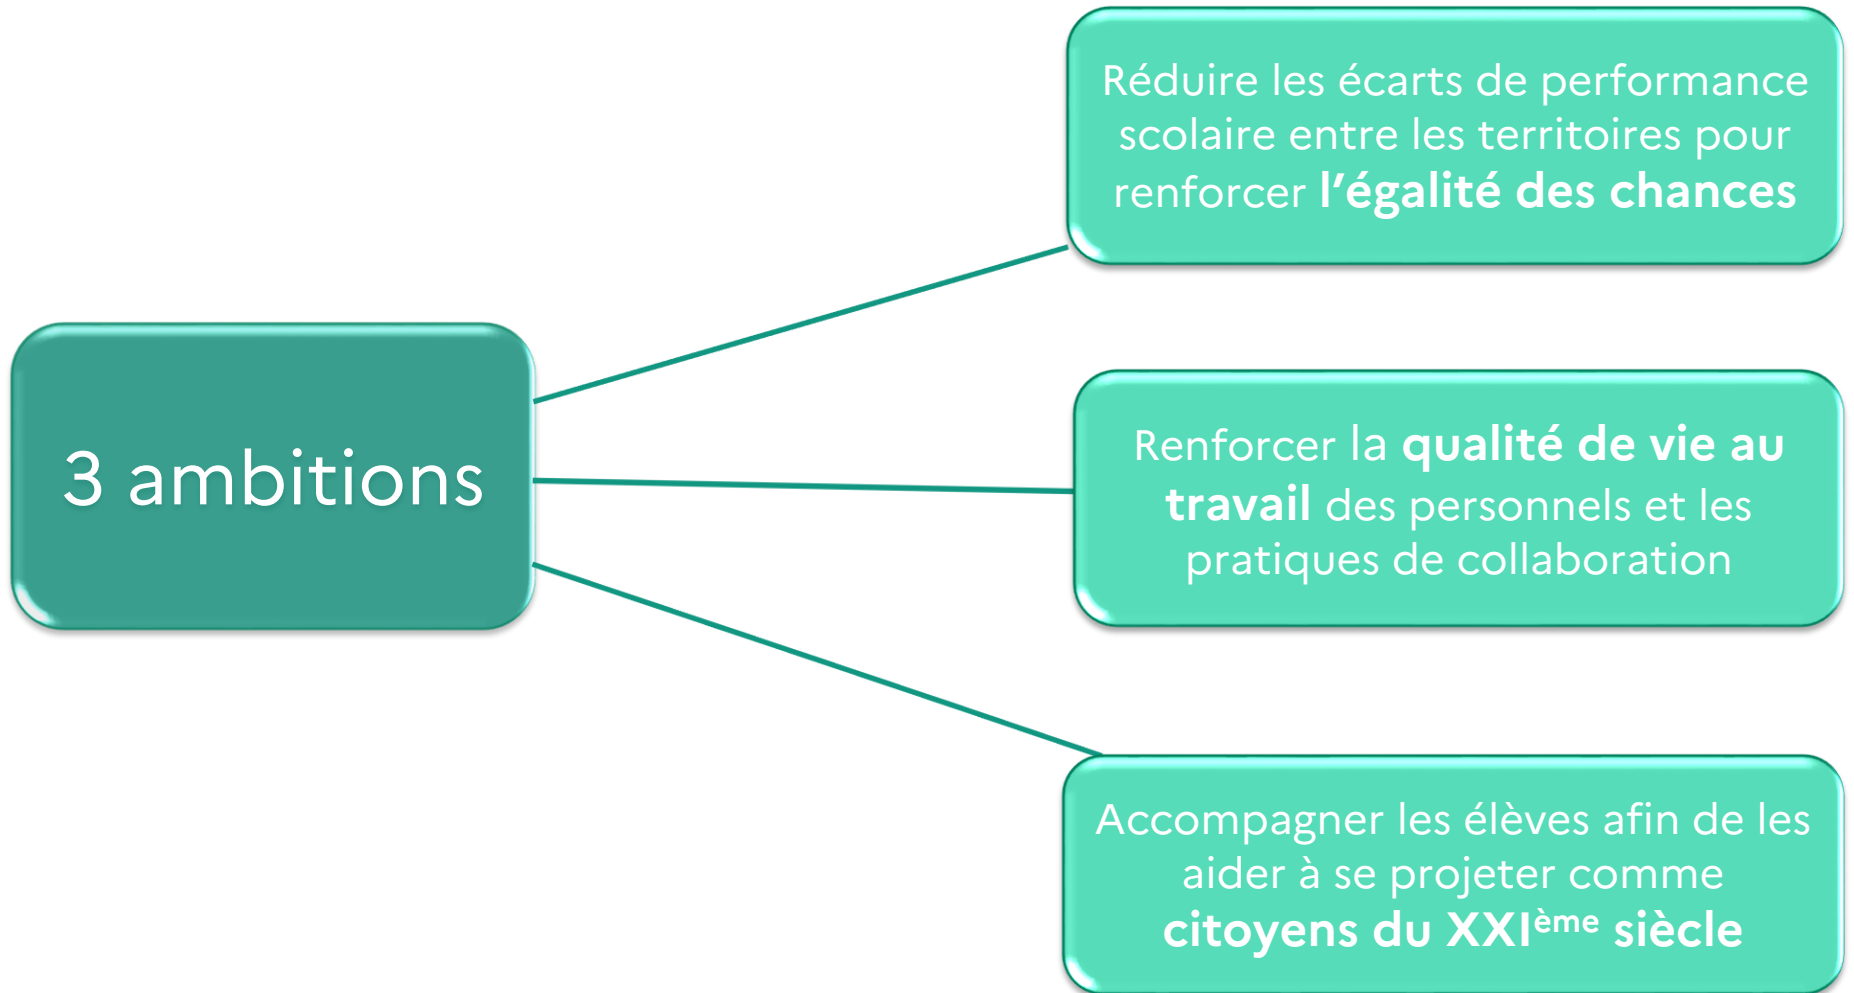 Réduire les écarts de performance
scolaire entre les territoires pour
renforcer l’égalité des chances
3 ambitions
Renforcer la qualité de vie au
travail des personnels et les
pratiques de collaboration
Accompagner les élèves afin de les
aider à se projeter comme
citoyens du XXIème siècle